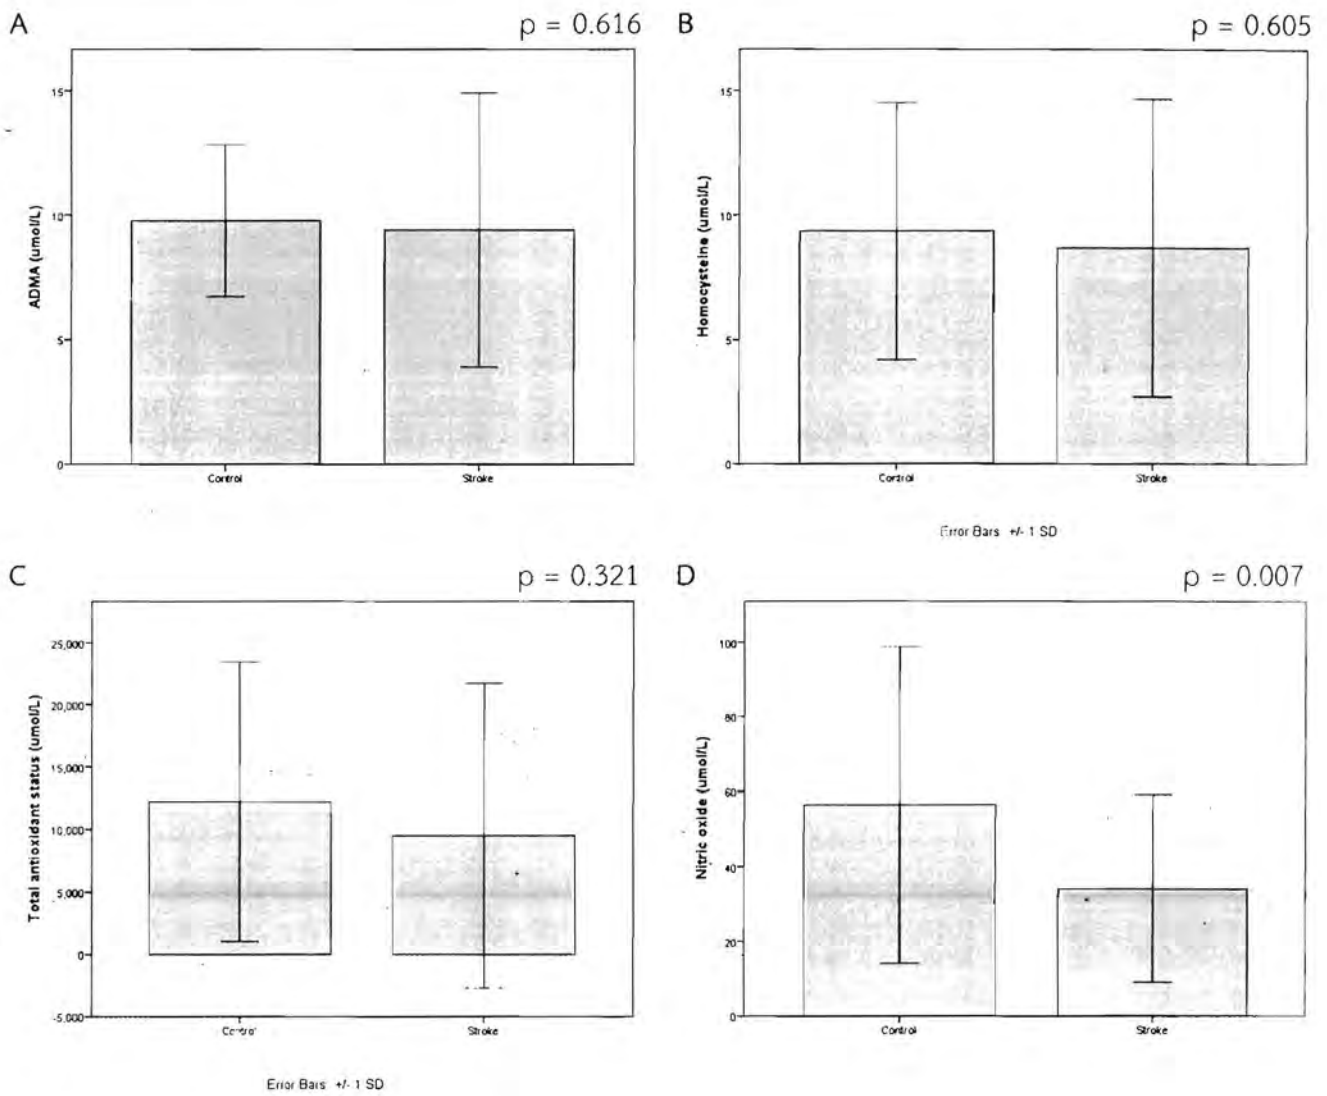 A
p = 0.616
15
10
5
0
ADMA (umol/L)
Control
Stroke
B
p = 0.605
15
10
5
0
Homocysteine (umol/L)
Control
Stroke
Error Bars +/- 1 SD
C
p = 0.321
25,000
20,000
15,000
10,000
5,000
0
-5,000
Total antioxidant status (umol/L)
Control
Stroke
Error Bars +/- 1 SD
D
p = 0.007
100
80
60
40
20
0
Nitric oxide (umol/L)
Control
Stroke